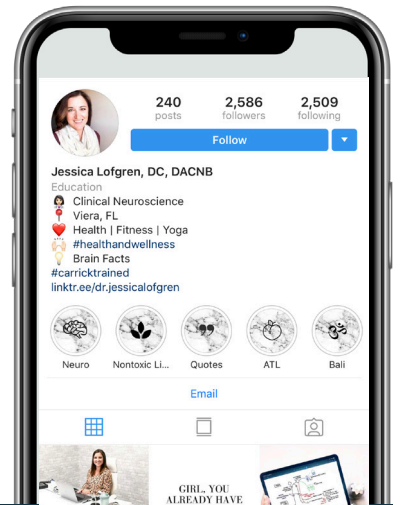 240 2,586 2,509
posts followers following
Follow
Jessica Lofgren, DC, DACNB
Education
Clinical Neuroscience
Viera, FL
Health | Fitness | Yoga
#healthandwellness
Brain Facts
#carricktrained
linktr.ee/dr.jessicalofgren
Neuro Nontoxic Li... Quotes ATL Bali
Email
GIRL, YOU
ALREADY HAVE